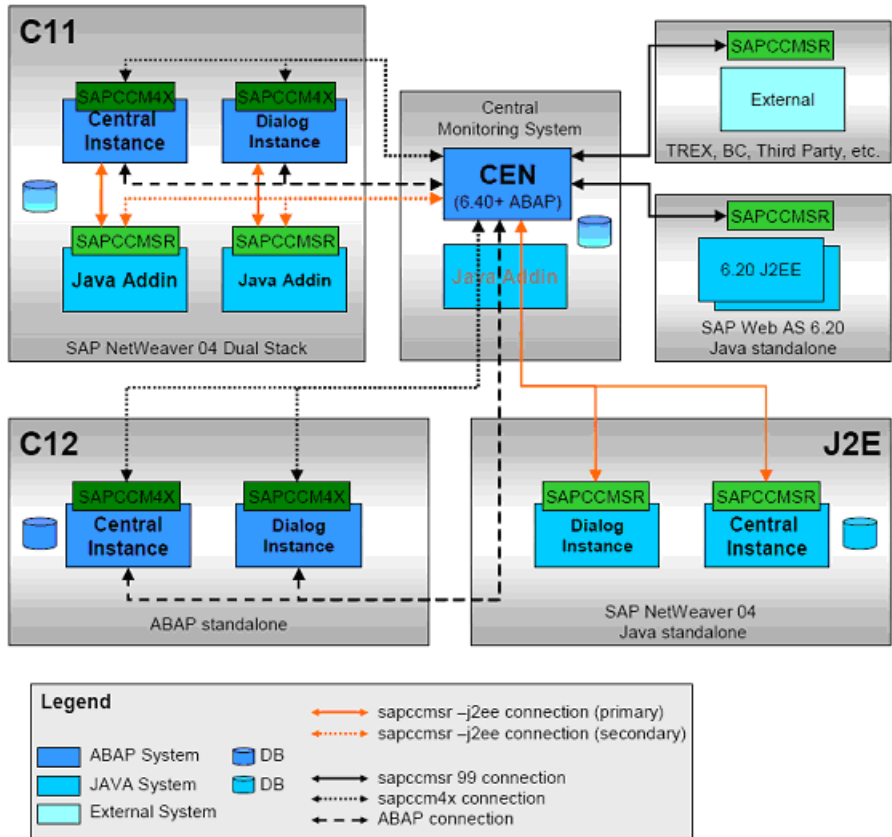 C11
SAPCCM4X
Central
Instance
SAPCCM4X
Dialog
Instance
SAPCCMSR
Java Addin
SAPCCMSR
Java Addin
SAP NetWeaver 04 Dual Stack
Central
Monitoring System
CEN
(6.40+ ABAP)
Java Addin
SAPCCMSR
External
TREX, BC, Third Party, etc.
SAPCCMSR
6.20 J2EE
SAP Web AS 6.20
Java standalone
C12
SAPCCM4X
Central
Instance
SAPCCM4X
Dialog
Instance
ABAP standalone
J2E
SAPCCMSR
Dialog
Instance
SAPCCMSR
Central
Instance
SAP NetWeaver 04
Java standalone
Legend
ABAP System
JAVA System
External System
DB
DB
sapccmsr –j2ee connection (primary)
sapccmsr –j2ee connection (secondary)
sapccmsr 99 connection
sapccm4x connection
ABAP connection